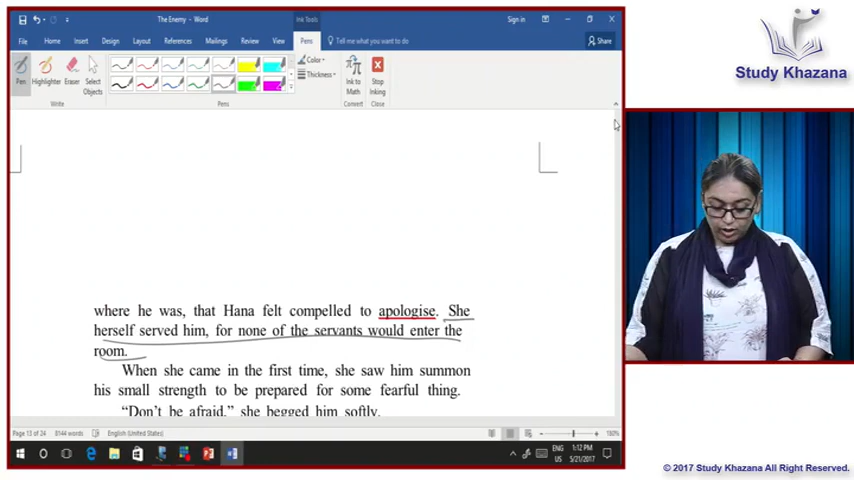 The Enemy - Word
Ink Tools
Sign in
File
Home
Insert
Design
Layout
References
Mailings
Review
View
Pens
Tell me what you want to do
Share
Pen
Highlighter
Eraser
Select
Objects
Write
Pens
Color
Thickness
Ink to
Math
Convert
Stop
Inking
Close
where he was, that Hana felt compelled to apologise. She
herself served him, for none of the servants would enter the
room.
When she came in the first time, she saw him summon
his small strength to be prepared for some fearful thing.
“Don’t be afraid,” she begged him softly.
Page 13 of 24
8144 words
English (United States)
180%
ENG
US
1:12 PM
5/21/2017
Study Khazana
© 2017 Study Khazana All Right Reserved.